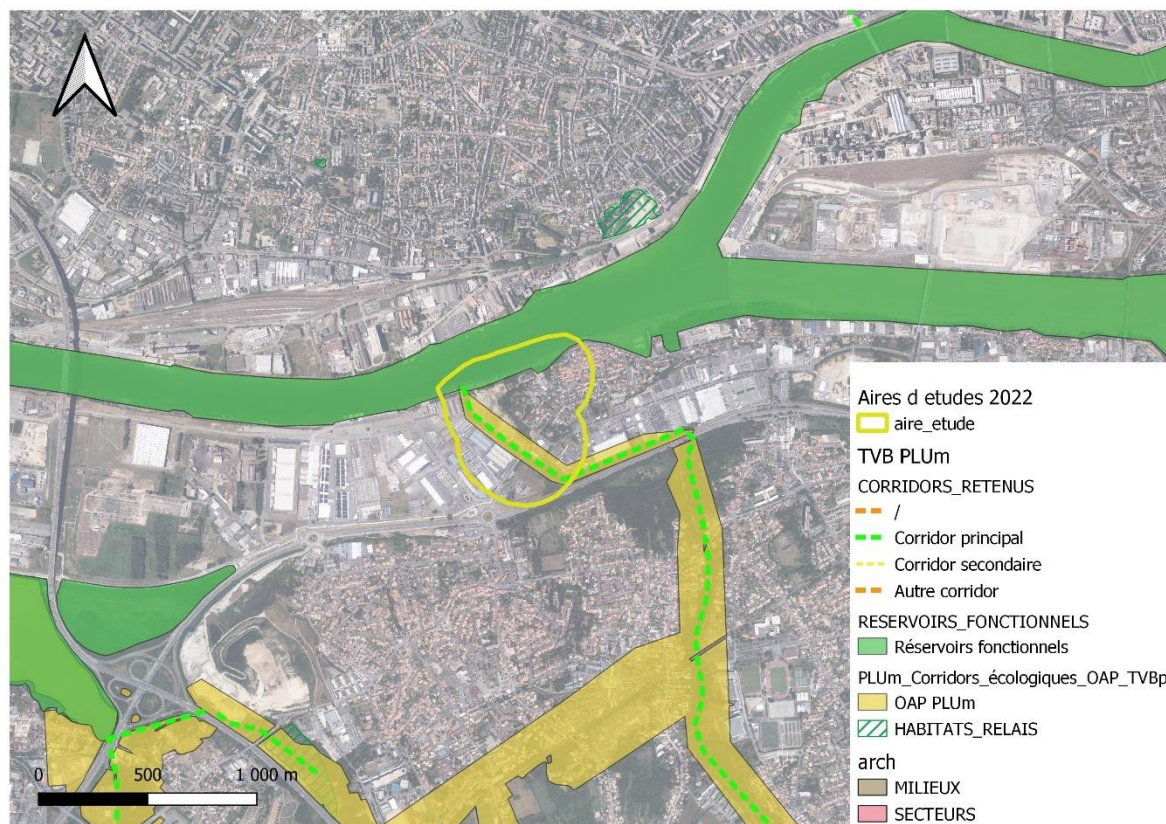 Aires d etudes 2022
aire_etude
TVB PLUm
CORRIDORS_RETENUS
/
Corridor principal
Corridor secondaire
Autre corridor
RESERVOIRS_FONCTIONNELS
Réservoirs fonctionnels
PLUm_Corridors_écologiques_OAP_TVBp
OAP PLUm
HABITATS_RELAIS
arch
MILIEUX
SECTEURS
0 500 1 000 m